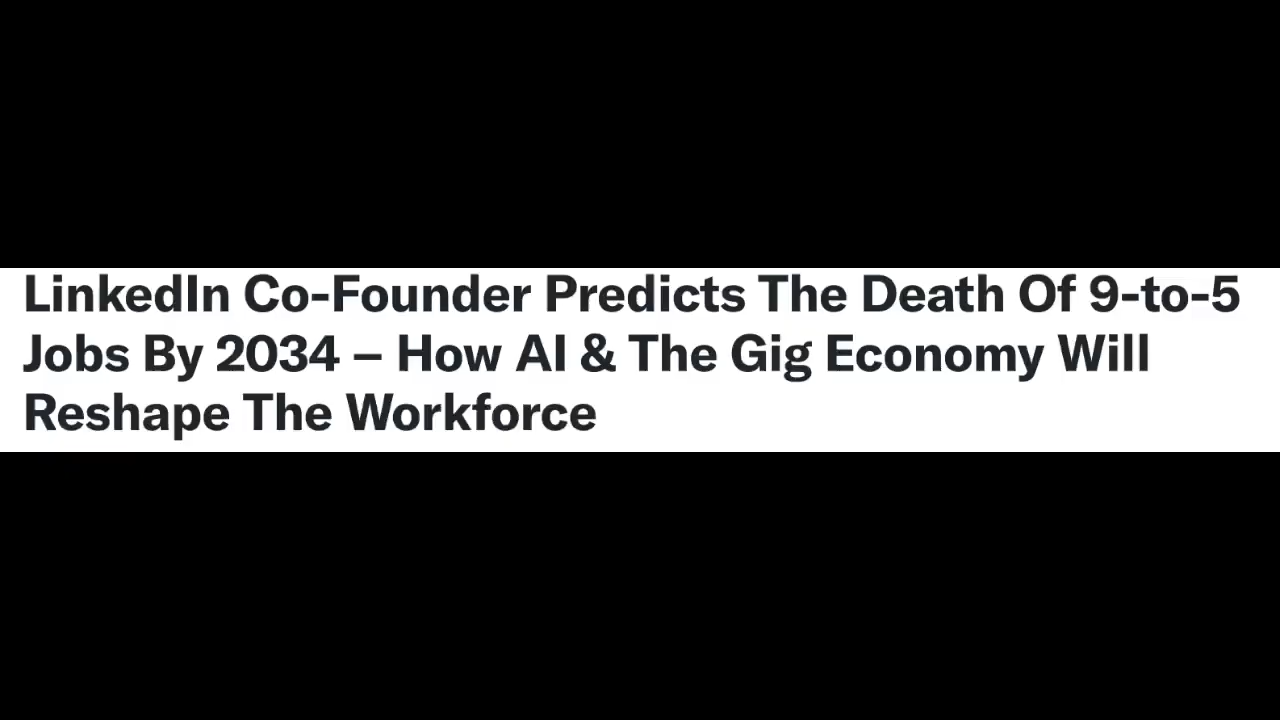 LinkedIn Co-Founder Predicts The Death Of 9-to-5
Jobs By 2034 – How AI & The Gig Economy Will
Reshape The Workforce